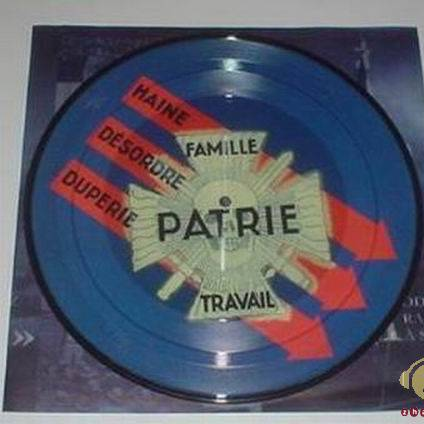 HAINE
DÉSORDRE
DUPERIE
FAMILLE
PATRIE
TRAVAIL